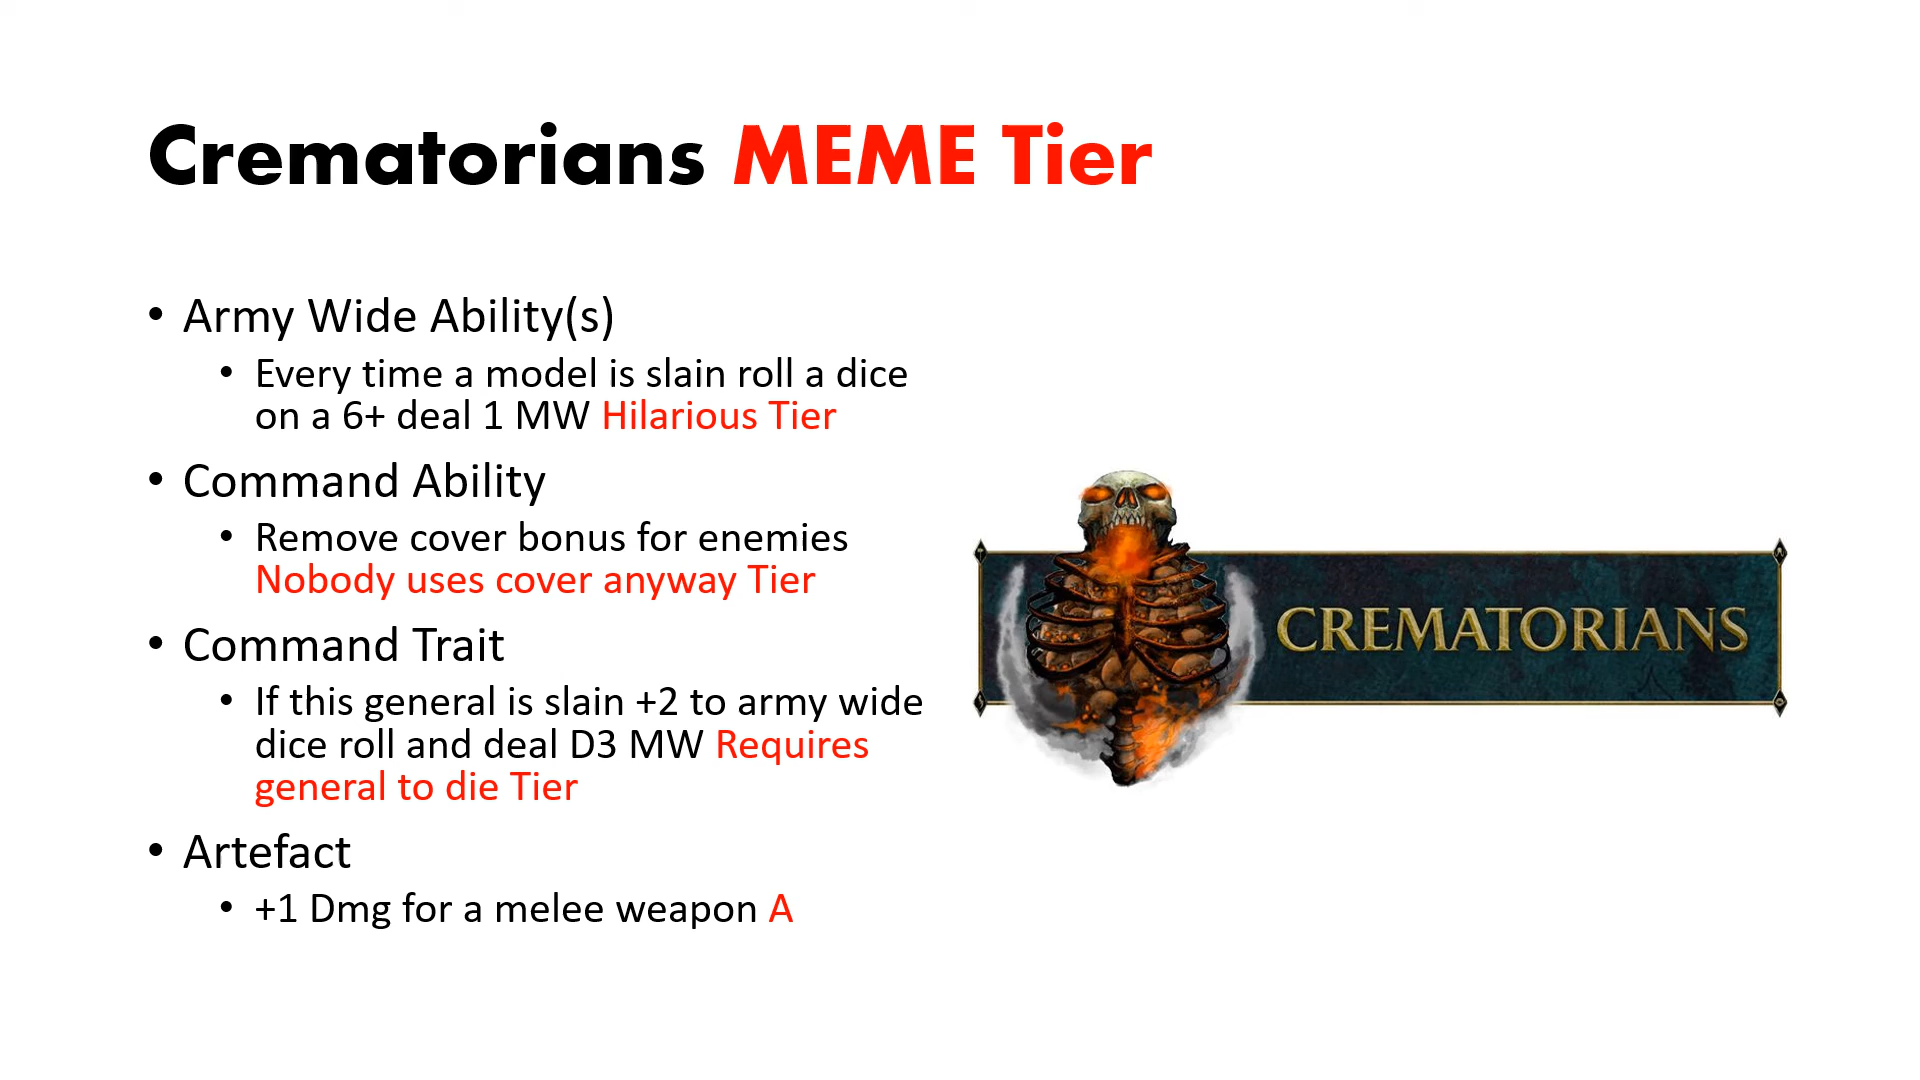 Crematorians MEME Tier
• Army Wide Ability(s)
• Every time a model is slain roll a dice
on a 6+ deal 1 MW Hilarious Tier
• Command Ability
• Remove cover bonus for enemies
Nobody uses cover anyway Tier
• Command Trait
• If this general is slain +2 to army wide
dice roll and deal D3 MW Requires
general to die Tier
• Artefact
• +1 Dmg for a melee weapon A
CREMATORIANS